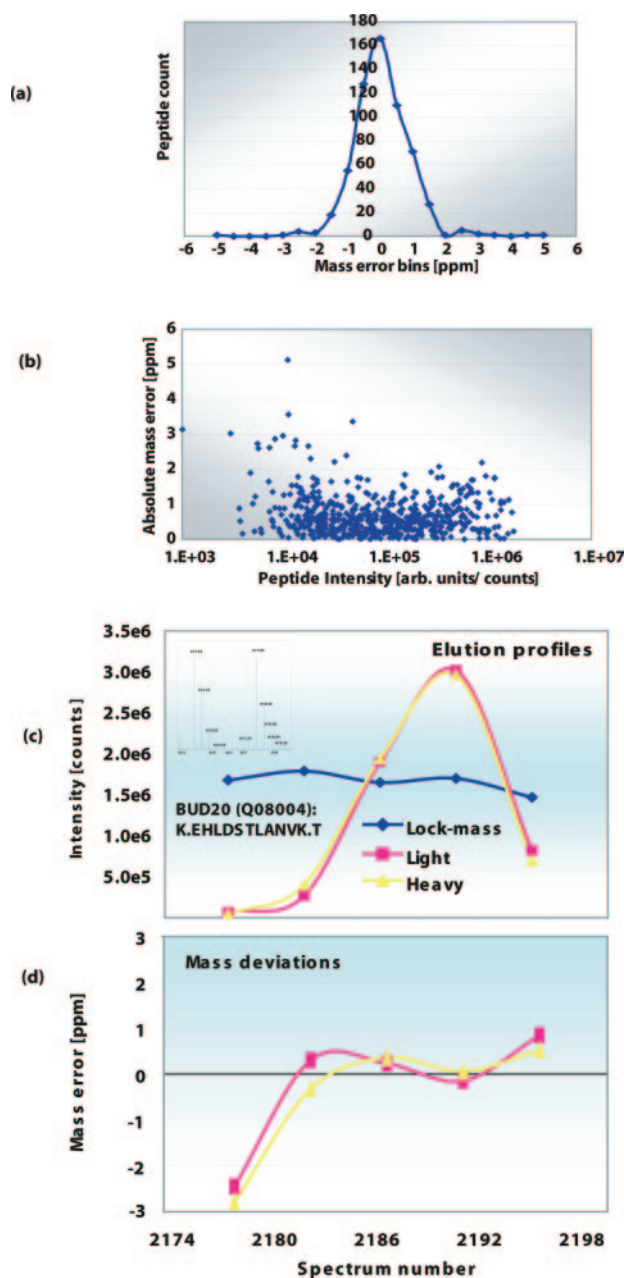 (a)
Peptide count
180
160
140
120
100
80
60
40
20
0
-6 -5 -4 -3 -2 -1 0 1 2 3 4 5 6
Mass error bins [ppm]
(b)
Absolute mass error [ppm]
6
5
4
3
2
1
0
1.E+03 1.E+04 1.E+05 1.E+06 1.E+07
Peptide Intensity [arb. units/ counts]
(c)
Intensity [counts]
3.5e6
3.0e6
2.5e6
2.0e6
1.5e6
1.0e6
5.0e5
Elution profiles
BUD20 (Q08004):
K.EHLDSTLANVK.T
Lock-mass
Light
Heavy
(d)
Mass error [ppm]
3
2
1
0
-1
-2
-3
Mass deviations
2174 2180 2186 2192 2198
Spectrum number